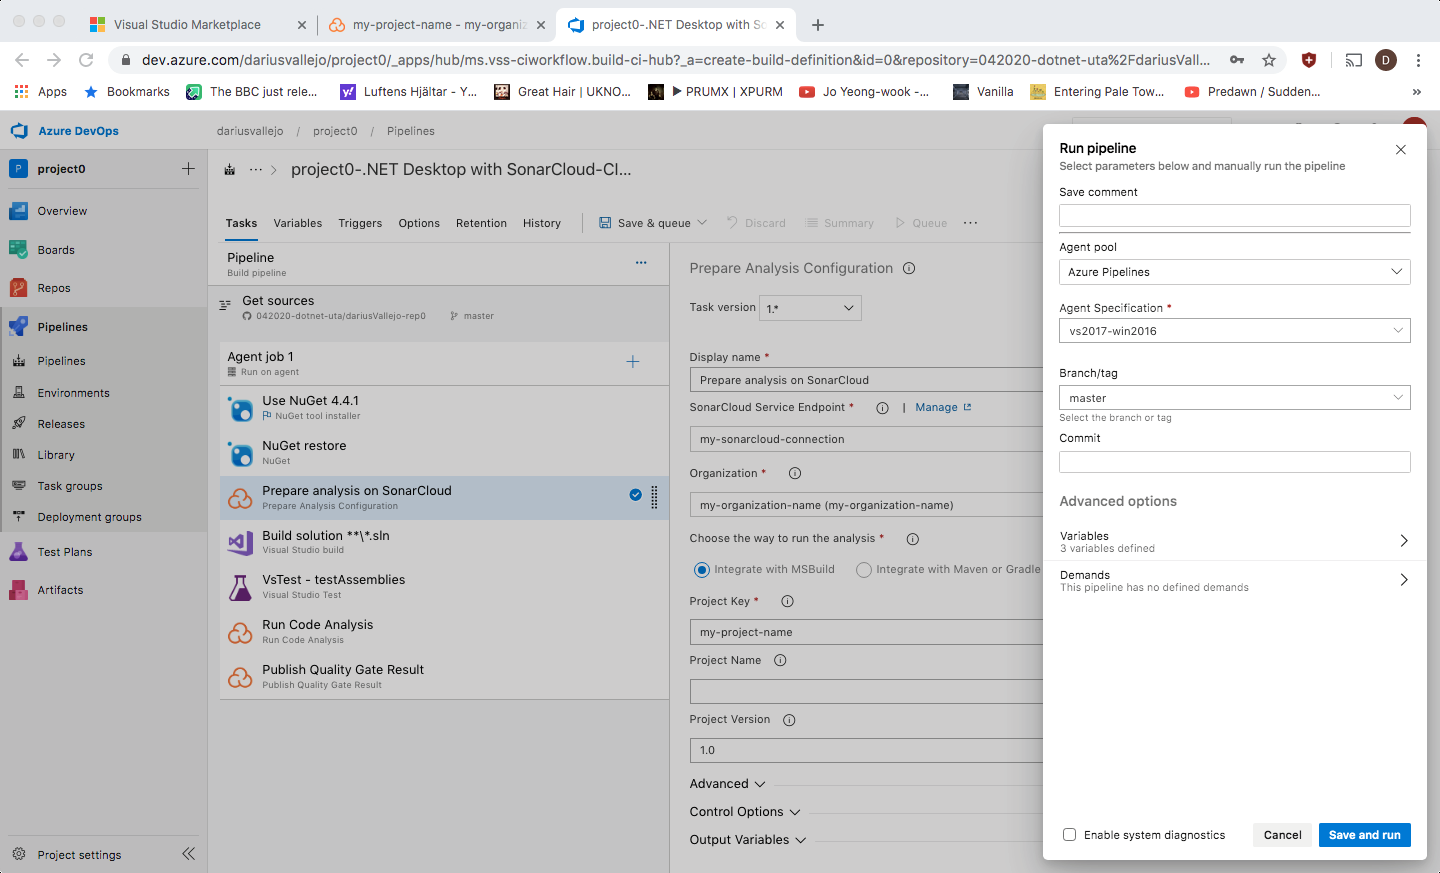 Visual Studio Marketplace
my-project-name - my-organiz
project0-.NET Desktop with So
dev.azure.com/dariusvallejo/project0/_apps/hub/ms.vss-ciworkflow.build-ci-hub?_a=create-build-definition&id=0&repository=042020-dotnet-uta%2FdariusVall...
D
Apps
Bookmarks
The BBC just rele...
Luftens Hjältar - Y...
Great Hair | UKNO...
▶ PRUMX | XPURM
Jo Yeong-wook -...
Vanilla
Entering Pale Tow...
Predawn / Sudden...
»
Azure DevOps
dariusvallejo / project0 / Pipelines
P
project0
Overview
Boards
Repos
Pipelines
Pipelines
Environments
Releases
Library
Task groups
Deployment groups
Test Plans
Artifacts
Project settings
... > project0-.NET Desktop with SonarCloud-CI...
Tasks
Variables
Triggers
Options
Retention
History
Save & queue
Discard
Summary
Queue
...
Pipeline
Build pipeline
...
Get sources
042020-dotnet-uta/dariusVallejo-rep0
master
Agent job 1
Run on agent
Use NuGet 4.4.1
NuGet tool installer
NuGet restore
NuGet
Prepare analysis on SonarCloud
Prepare Analysis Configuration
Build solution **\*.sln
Visual Studio build
VsTest - testAssemblies
Visual Studio Test
Run Code Analysis
Run Code Analysis
Publish Quality Gate Result
Publish Quality Gate Result
Prepare Analysis Configuration
Task version
1.*
Display name *
Prepare analysis on SonarCloud
SonarCloud Service Endpoint * | Manage
my-sonarcloud-connection
Organization *
my-organization-name (my-organization-name)
Choose the way to run the analysis *
Integrate with MSBuild
Integrate with Maven or Gradle
Project Key *
my-project-name
Project Name
Project Version
1.0
Advanced
Control Options
Output Variables
Run pipeline
Select parameters below and manually run the pipeline
Save comment
Agent pool
Azure Pipelines
Agent Specification *
vs2017-win2016
Branch/tag
master
Select the branch or tag
Commit
Advanced options
Variables
3 variables defined
Demands
This pipeline has no defined demands
Enable system diagnostics
Cancel
Save and run